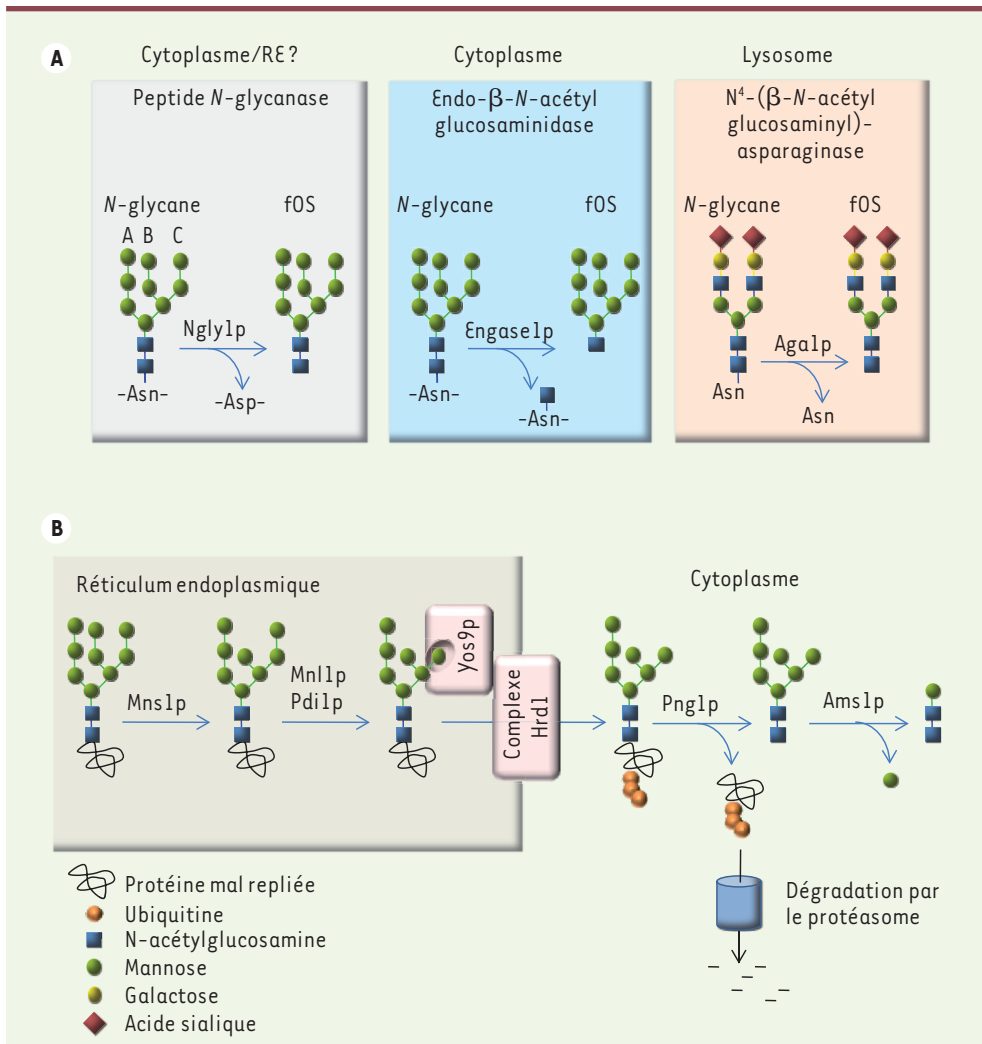 A
Cytoplasme/RE ?
Peptide N-glycanase
N-glycane
fOS
A B C
Ngly1p
-Asn-
-Asp-
Cytoplasme
Endo-β-N-acétyl
glucosaminidase
N-glycane
fOS
Engase1p
-Asn-
-Asn-
Lysosome
N⁴-(β-N-acétyl
glucosaminyl)-
asparaginase
N-glycane
fOS
Aga1p
Asn
Asn
B
Réticulum endoplasmique
Mns1p
Mnl1p
Pdi1p
Yos9p
Complexe
Hrd1
Cytoplasme
Png1p
Ams1p
Dégradation par
le protéasome
Protéine mal repliée
Ubiquitine
N-acétylglucosamine
Mannose
Galactose
Acide sialique